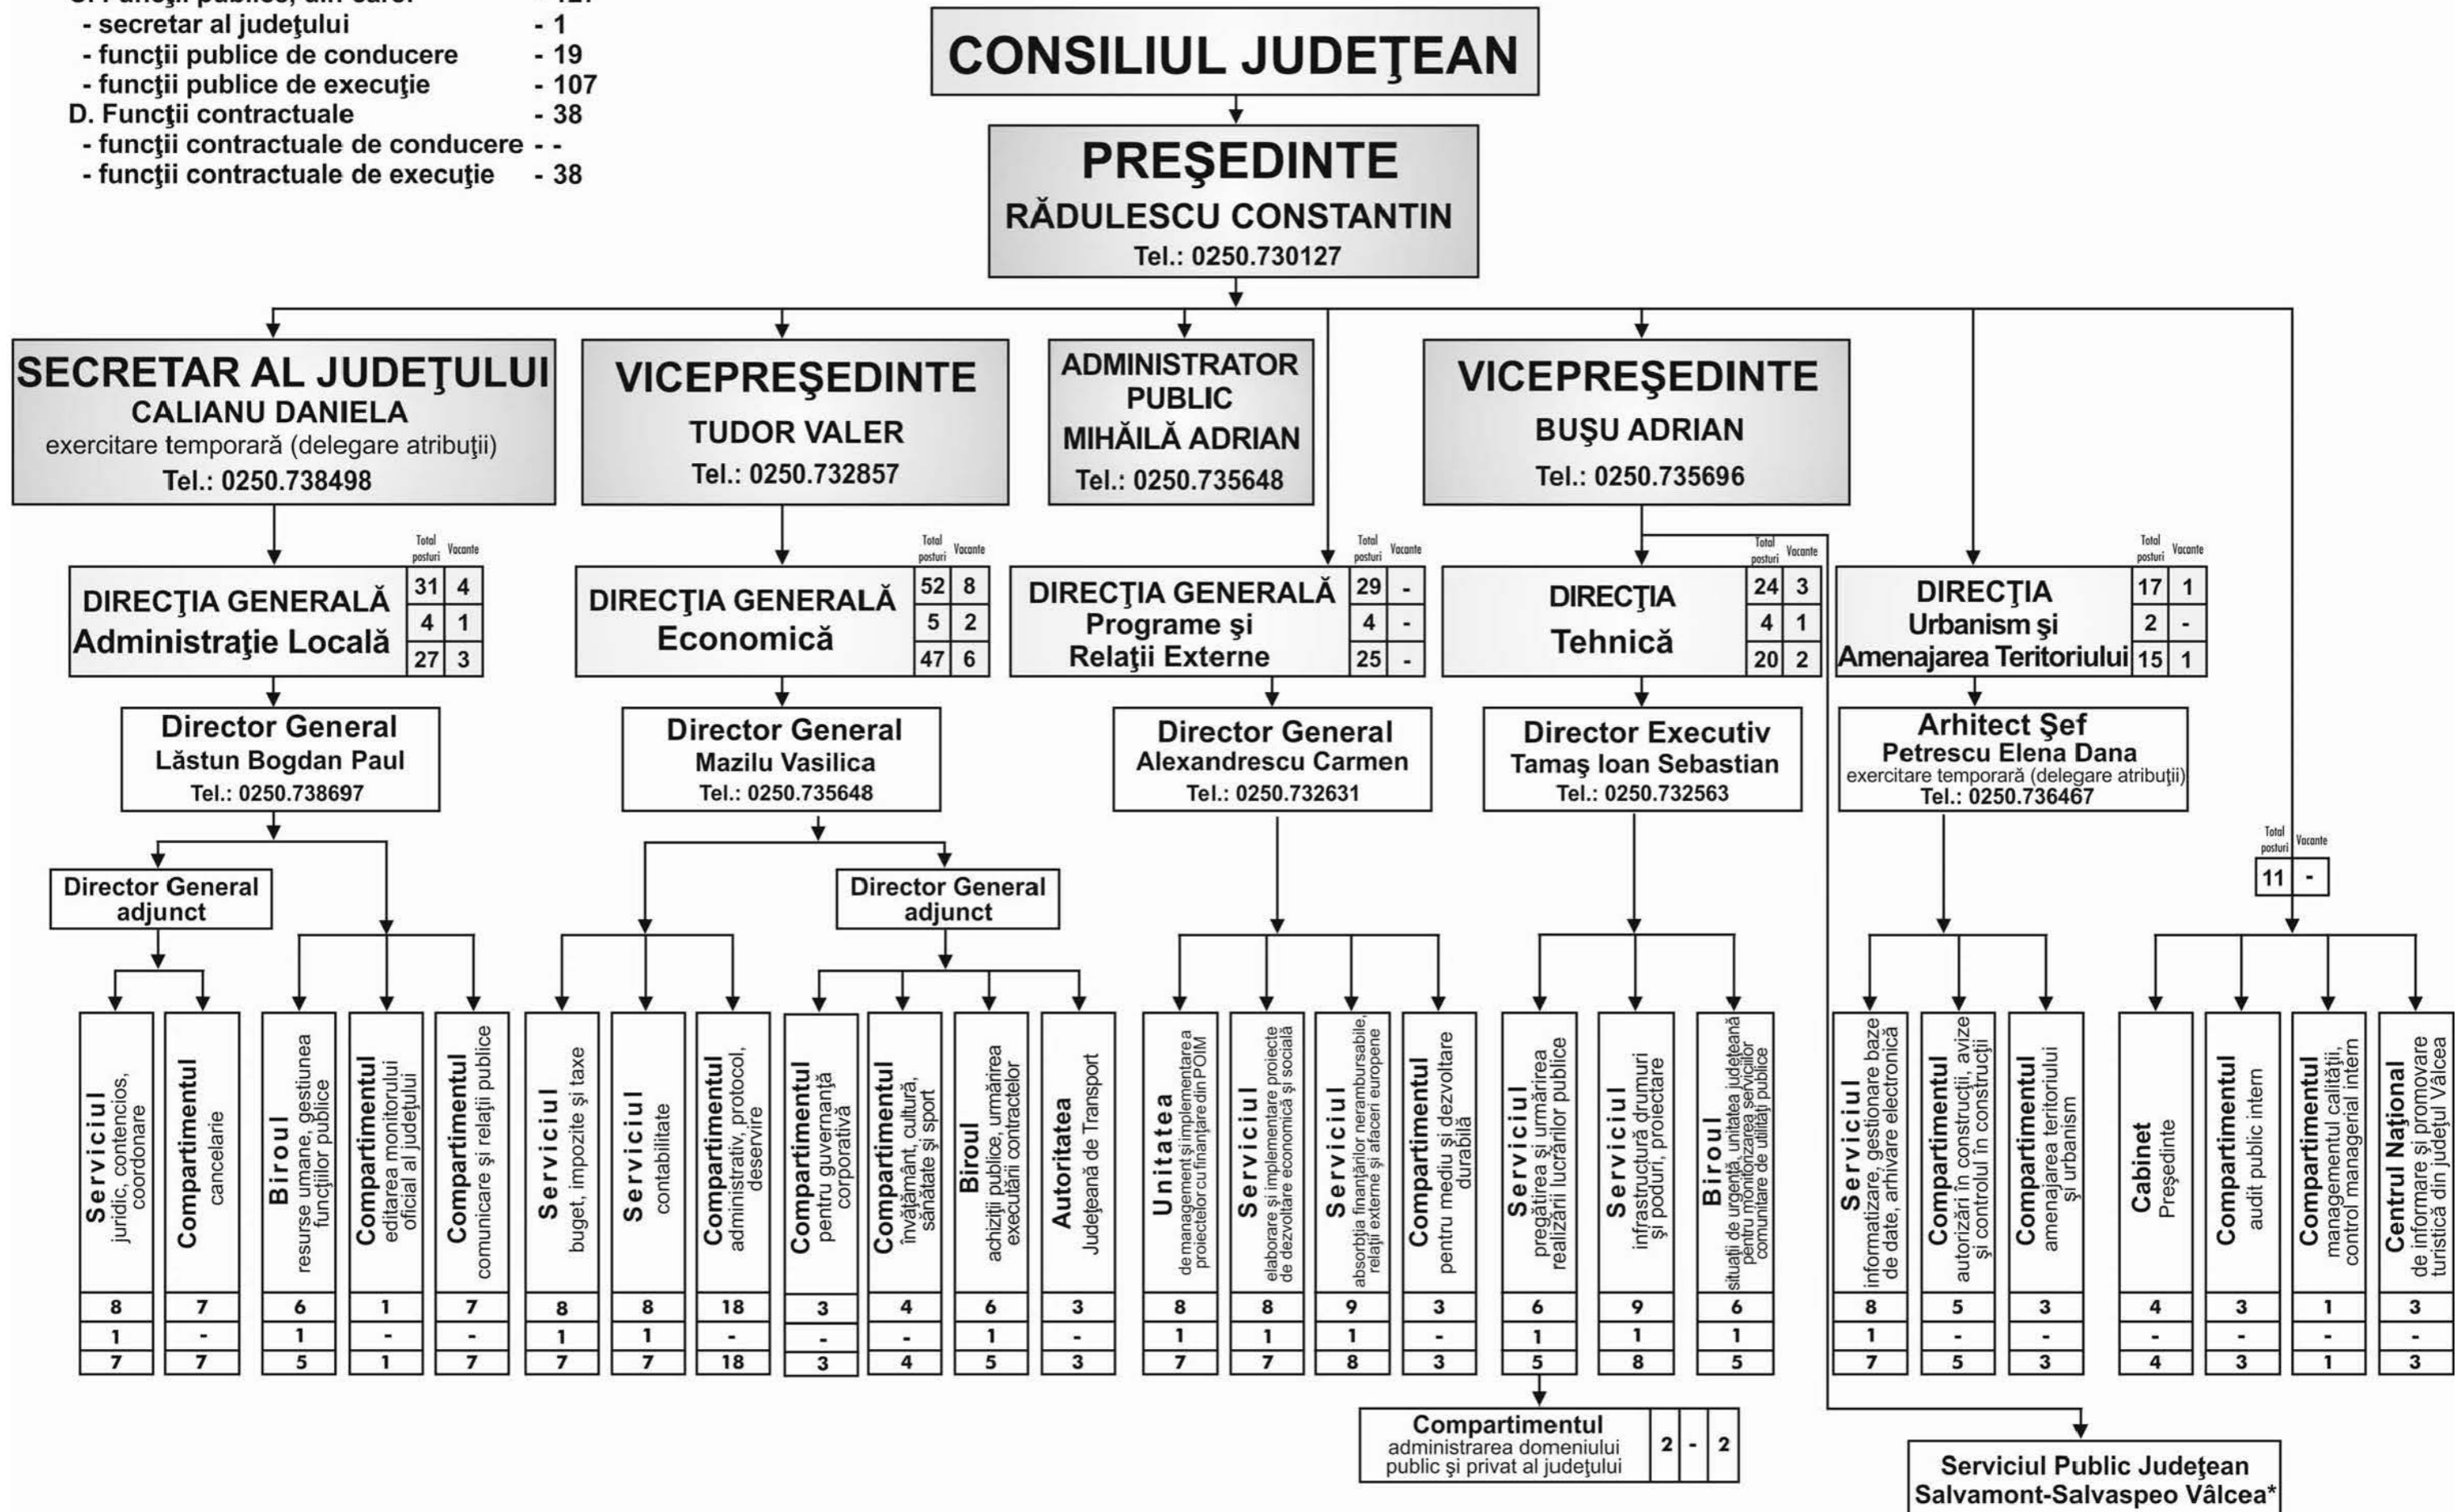 - secretar al judeţului - 1
- funcţii publice de conducere - 19
- funcţii publice de execuţie - 107
D. Funcţii contractuale - 38
- funcţii contractuale de conducere - -
- funcţii contractuale de execuţie - 38
CONSILIUL JUDEŢEAN
PREŞEDINTE
RĂDULESCU CONSTANTIN
Tel.: 0250.730127
SECRETAR AL JUDEŢULUI
CALIANU DANIELA
exercitare temporară (delegare atribuţii)
Tel.: 0250.738498
VICEPREŞEDINTE
TUDOR VALER
Tel.: 0250.732857
ADMINISTRATOR
PUBLIC
MIHĂILĂ ADRIAN
Tel.: 0250.735648
VICEPREŞEDINTE
BUŞU ADRIAN
Tel.: 0250.735696
Total posturi Vacante
DIRECŢIA GENERALĂ
Administraţie Locală
31 4
4 1
27 3
Total posturi Vacante
DIRECŢIA GENERALĂ
Economică
52 8
5 2
47 6
Total posturi Vacante
DIRECŢIA GENERALĂ
Programe şi
Relaţii Externe
29 -
4 -
25 -
Total posturi Vacante
DIRECŢIA
Tehnică
24 3
4 1
20 2
Total posturi Vacante
DIRECŢIA
Urbanism şi
Amenajarea Teritoriului
17 1
2 -
15 1
Director General
Lăstun Bogdan Paul
Tel.: 0250.738697
Director General
Mazilu Vasilica
Tel.: 0250.735648
Director General
Alexandrescu Carmen
Tel.: 0250.732631
Director Executiv
Tamaş Ioan Sebastian
Tel.: 0250.732563
Arhitect Şef
Petrescu Elena Dana
exercitare temporară (delegare atribuţii)
Tel.: 0250.736467
Total posturi Vacante
11 -
Director General
adjunct
Director General
adjunct
Serviciul
juridic, contencios,
coordonare
8
1
7
Compartimentul
cancelarie
7
-
7
Biroul
resurse umane, gestiunea
funcţiilor publice
6
1
5
Compartimentul
editarea monitorului
oficial al judeţului
1
-
1
Compartimentul
comunicare şi relaţii publice
7
-
7
Serviciul
buget, impozite şi taxe
8
1
7
Serviciul
contabilitate
8
1
7
Compartimentul
administrativ, protocol,
deservire
18
-
18
Compartimentul
pentru guvernanţă
corporativă
3
-
3
Compartimentul
învăţământ, cultură,
sănătate şi sport
4
-
4
Biroul
achiziţii publice, urmărirea
executării contractelor
6
1
5
Autoritatea
Judeţeană de Transport
3
-
3
Unitatea
de management şi implementare a
proiectelor cu finanţare din POIM
8
1
7
Serviciul
elaborare şi implementare proiecte
de dezvoltare economică şi socială
8
1
7
Serviciul
absorbţia finanţărilor nerambursabile,
relaţii externe şi afaceri europene
9
1
8
Compartimentul
pentru mediu şi dezvoltare
durabilă
3
-
3
Serviciul
pregătirea şi urmărirea
realizării lucrărilor publice
6
1
5
Serviciul
infrastructură drumuri
şi poduri, proiectare
9
1
8
Biroul
situaţii de urgenţă, unitatea judeţeană
pentru monitorizarea serviciilor
comunitare de utilităţi publice
6
1
5
Serviciul
informatizare, gestionare baze
de date, arhivare electronică
8
1
7
Compartimentul
autorizări în construcţii, avize
şi controlul în construcţii
5
-
5
Compartimentul
amenajarea teritoriului
şi urbanism
3
-
3
Cabinet
Preşedinte
4
-
4
Compartimentul
audit public intern
3
-
3
Compartimentul
managementul calităţii,
control managerial intern
1
-
1
Centrul Naţional
de informare şi promovare
turistică din judeţul Vâlcea
3
-
3
Compartimentul
administrarea domeniului
public şi privat al judeţului
2 - 2
Serviciul Public Judeţean
Salvamont-Salvaspeo Vâlcea*